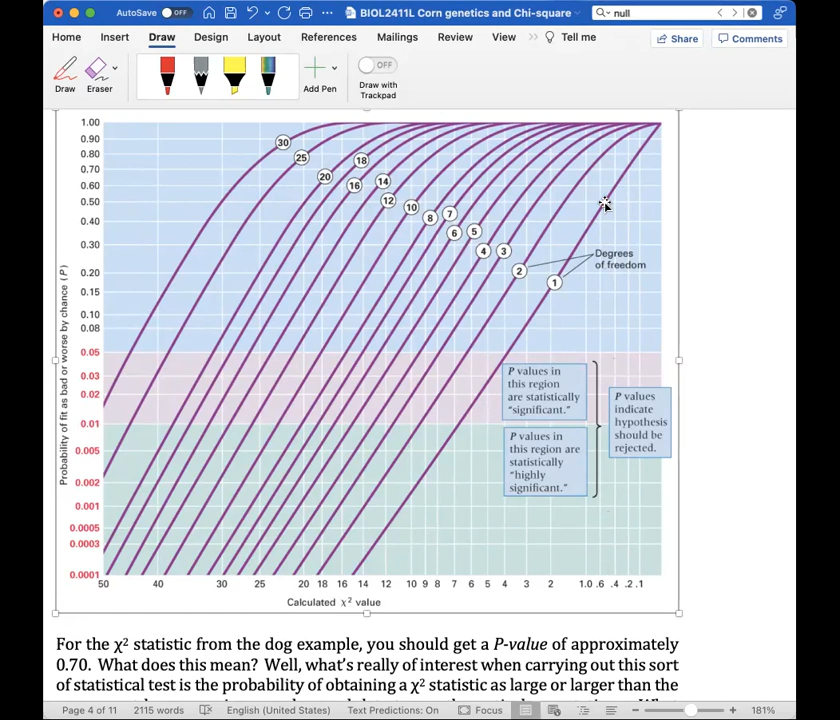 AutoSave OFF
BIOL2411L Corn genetics and Chi-square
null
Home Insert Draw Design Layout References Mailings Review View Tell me
Share Comments
Draw Eraser
Add Pen
OFF
Draw with
Trackpad
Probability of fit as bad or worse by chance (P)
1.00
0.90
0.80
0.70
0.60
0.50
0.40
0.30
0.20
0.15
0.10
0.08
0.05
0.03
0.02
0.01
0.005
0.002
0.001
0.0005
0.0003
0.0001
30
25
20
18
16
14
12
10
8
7
6
5
4
3
2
1
Degrees
of freedom
P values in
this region
are statistically
“significant.”
P values in
this region are
statistically
“highly
significant.”
P values
indicate
hypothesis
should be
rejected.
50 40 30 25 20 18 16 14 12 10 9 8 7 6 5 4 3 2 1.0 .6 .4 .2 .1
Calculated χ² value
For the χ² statistic from the dog example, you should get a P-value of approximately
0.70. What does this mean? Well, what’s really of interest when carrying out this sort
of statistical test is the probability of obtaining a χ² statistic as large or larger than the
Page 4 of 11 2115 words English (United States) Text Predictions: On Focus 181%